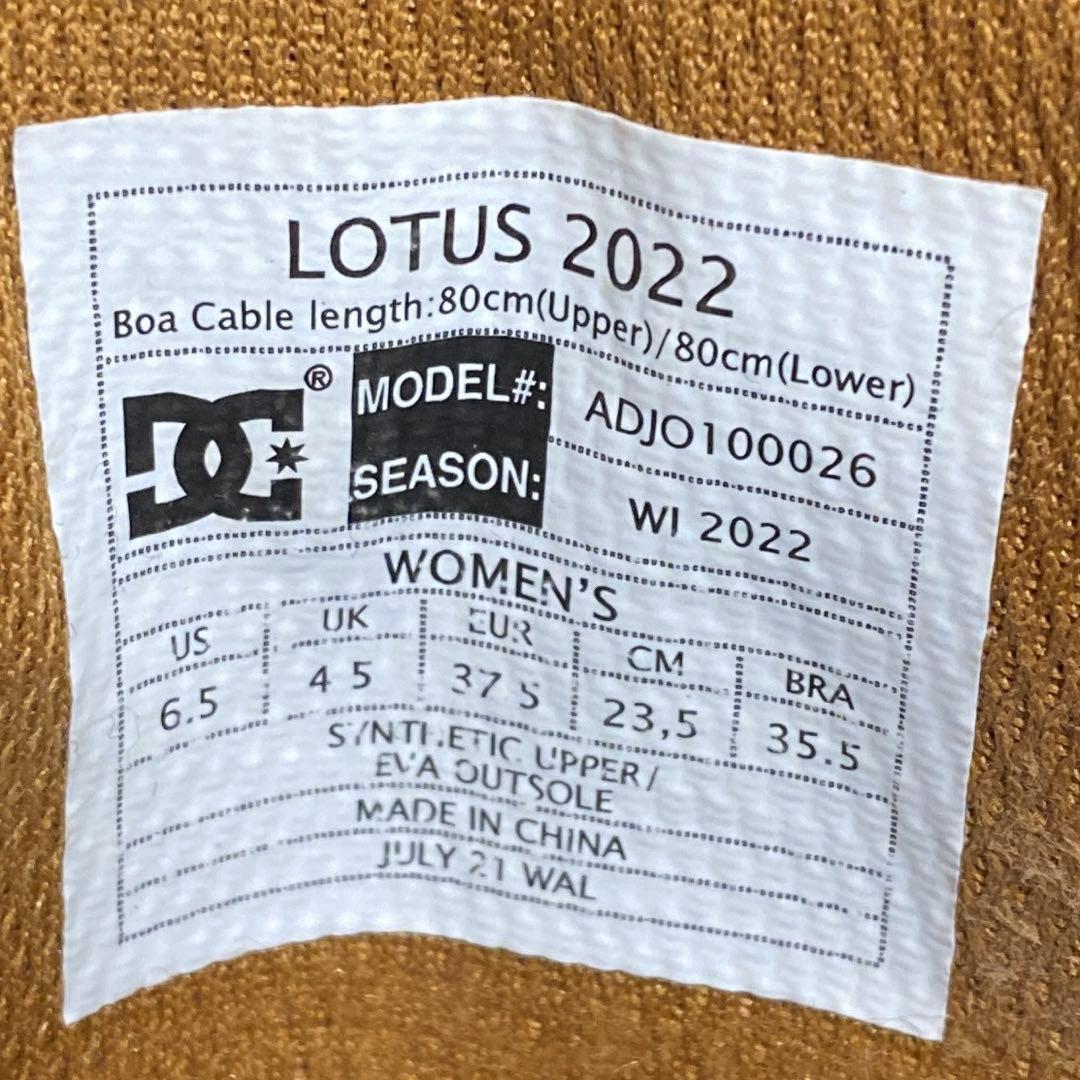 LOTUS 2022
Boa Cable length:80cm(Upper)/80cm(Lower)
DC®
MODEL#: ADJO100026
SEASON: WI 2022
WOMEN'S
US UK EUR CM BRA
6.5 4 5 37 5 23,5 35.5
SYNTHETIC UPPER /
EVA OUTSOLE
MADE IN CHINA
JULY 21 WAL